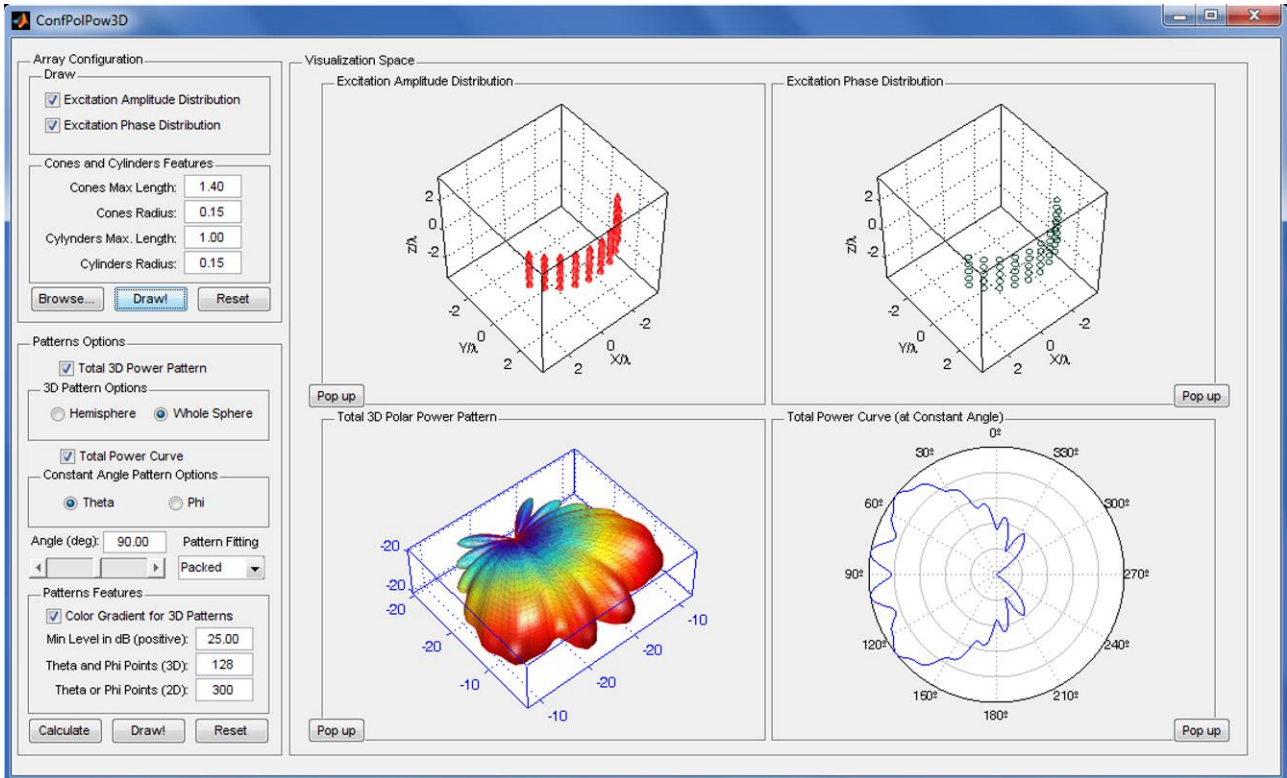 ConfPolPow3D
Array Configuration
Draw
Excitation Amplitude Distribution
Excitation Phase Distribution
Cones and Cylinders Features
Cones Max Length: 1.40
Cones Radius: 0.15
Cylynders Max. Length: 1.00
Cylinders Radius: 0.15
Browse... Draw! Reset
Patterns Options
Total 3D Power Pattern
3D Pattern Options
Hemisphere Whole Sphere
Total Power Curve
Constant Angle Pattern Options
Theta Phi
Angle (deg): 90.00 Pattern Fitting
Packed
Patterns Features
Color Gradient for 3D Patterns
Min Level in dB (positive): 25.00
Theta and Phi Points (3D): 128
Theta or Phi Points (2D): 300
Calculate Draw! Reset
Visualization Space
Excitation Amplitude Distribution
2
0
-2
Z/λ
-2
0
2
Y/λ
-2
0
2
X/λ
Pop up
Excitation Phase Distribution
2
0
-2
Z/λ
-2
0
2
Y/λ
-2
0
2
X/λ
Pop up
Total 3D Polar Power Pattern
-20
-20
-20
-20
-10
-10
-20
-20
-10
Pop up
Total Power Curve (at Constant Angle)
0º
30º 330º
60º 300º
90º 270º
120º 240º
150º 210º
180º
Pop up